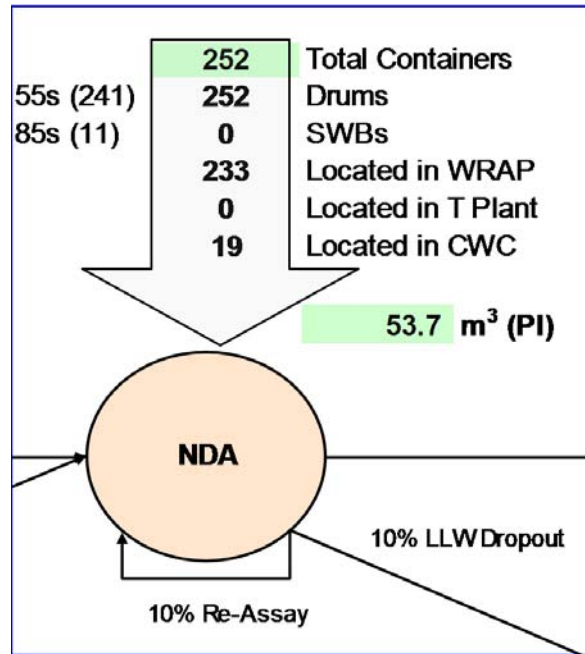 252 Total Containers
55s (241) 252 Drums
85s (11) 0 SWBs
233 Located in WRAP
0 Located in T Plant
19 Located in CWC
53.7 m³ (PI)
NDA
10% LLW Dropout
10% Re-Assay